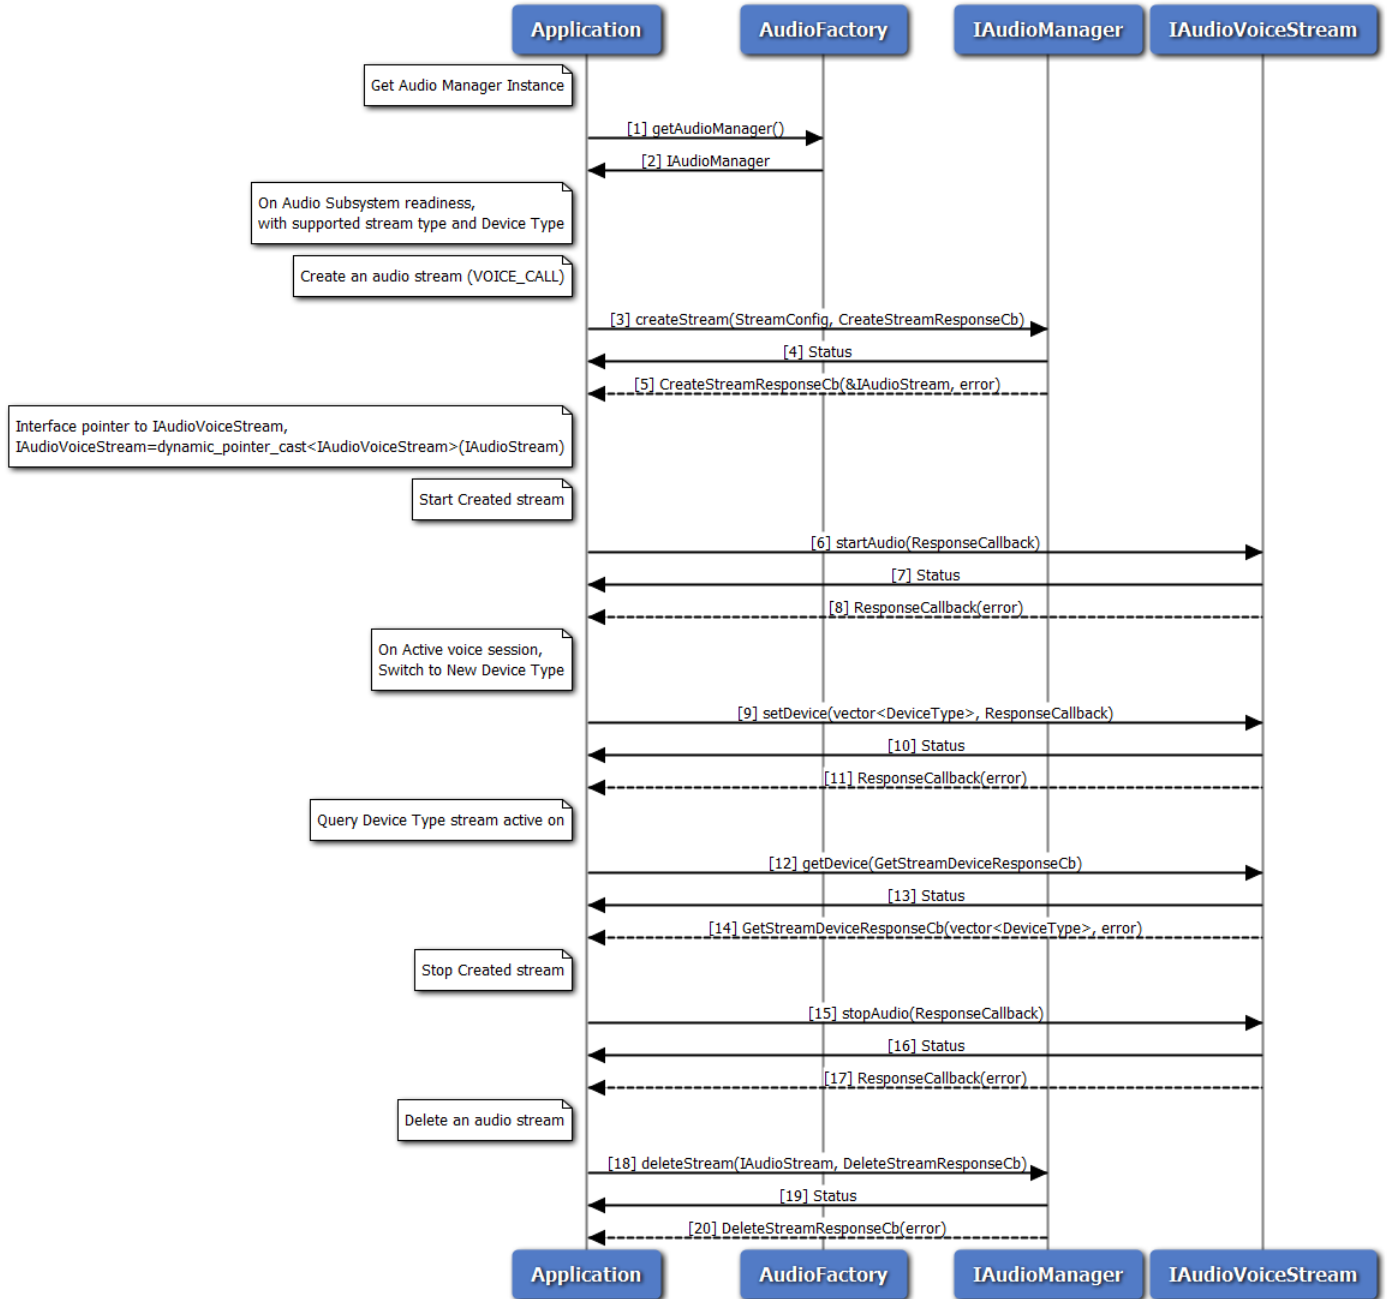 Application
AudioFactory
IAudioManager
IAudioVoiceStream
Get Audio Manager Instance
[1] getAudioManager()
[2] IAudioManager
On Audio Subsystem readiness,
with supported stream type and Device Type
Create an audio stream (VOICE_CALL)
[3] createStream(StreamConfig, CreateStreamResponseCb)
[4] Status
[5] CreateStreamResponseCb(&IAudioStream, error)
Interface pointer to IAudioVoiceStream,
IAudioVoiceStream=dynamic_pointer_cast<IAudioVoiceStream>(IAudioStream)
Start Created stream
[6] startAudio(ResponseCallback)
[7] Status
[8] ResponseCallback(error)
On Active voice session,
Switch to New Device Type
[9] setDevice(vector<DeviceType>, ResponseCallback)
[10] Status
[11] ResponseCallback(error)
Query Device Type stream active on
[12] getDevice(GetStreamDeviceResponseCb)
[13] Status
[14] GetStreamDeviceResponseCb(vector<DeviceType>, error)
Stop Created stream
[15] stopAudio(ResponseCallback)
[16] Status
[17] ResponseCallback(error)
Delete an audio stream
[18] deleteStream(IAudioStream, DeleteStreamResponseCb)
[19] Status
[20] DeleteStreamResponseCb(error)
Application
AudioFactory
IAudioManager
IAudioVoiceStream